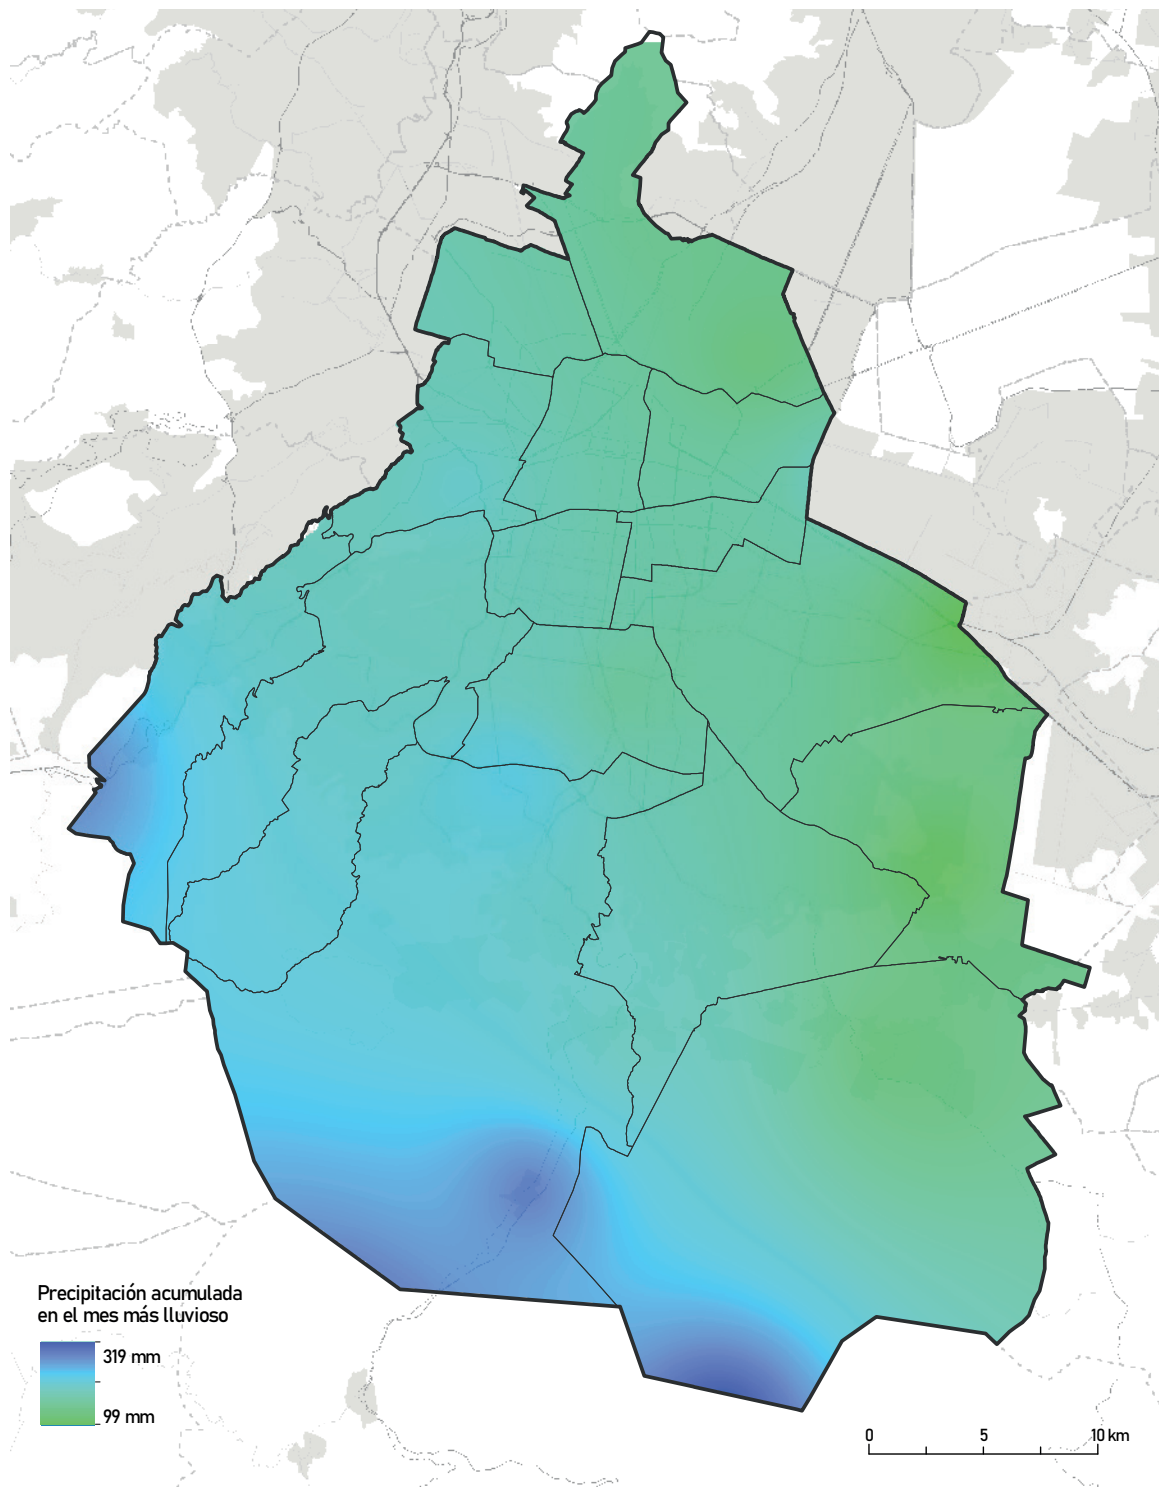 Precipitación acumulada
en el mes más lluvioso
319 mm
99 mm
0 5 10 km